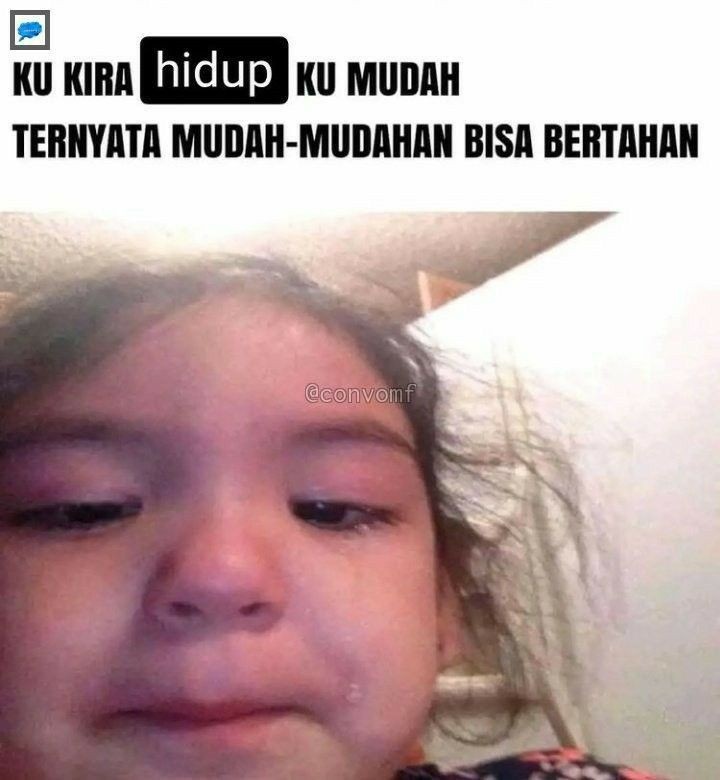 KU KIRA hidup KU MUDAH
TERNYATA MUDAH-MUDAHAN BISA BERTAHAN
@convomf